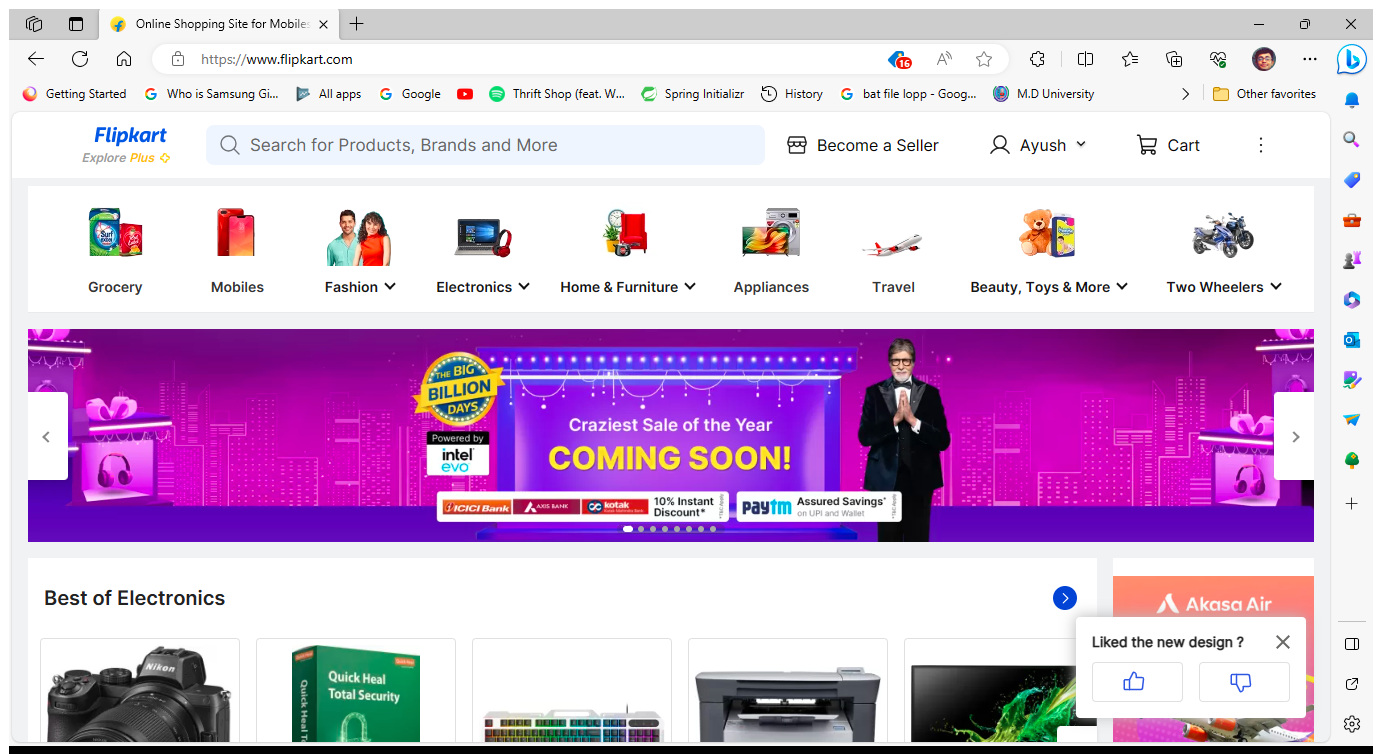 Online Shopping Site for Mobiles
https://www.flipkart.com
16
Getting Started
Who is Samsung Gi...
All apps
Google
Thrift Shop (feat. W...
Spring Initializr
History
bat file lopp - Goog...
M.D University
Other favorites
Flipkart
Explore Plus
Search for Products, Brands and More
Become a Seller
Ayush
Cart
Grocery
Mobiles
Fashion
Electronics
Home & Furniture
Appliances
Travel
Beauty, Toys & More
Two Wheelers
THE BIG
BILLION
DAYS
Powered by
intel
evo
Craziest Sale of the Year
COMING SOON!
ICICI Bank
AXIS BANK
kotak
10% Instant
Discount*
paytm
Assured Savings*
on UPI and Wallet
Best of Electronics
Akasa Air
Liked the new design ?
Nikon
Quick Heal
Total Security